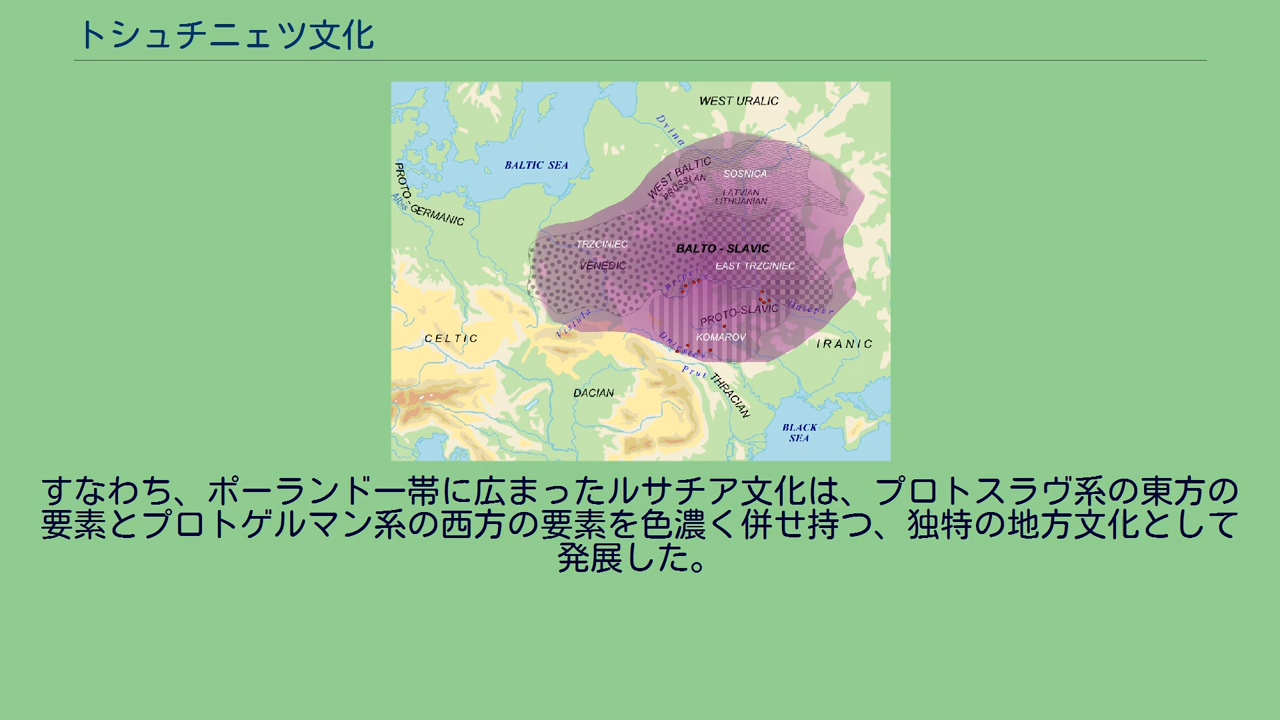 トシュチニェツ文化
WEST URALIC
Dvina
BALTIC SEA
WEST BALTIC
PRUSSIAN
SOSNICA
LATVIAN
LITHUANIAN
PROTO-GERMANIC
Albis
TRZCINIEC
VENEDIC
BALTO - SLAVIC
EAST TRZCINIEC
PROTO-SLAVIC
Dnieper
Vistula
KOMAROV
Dniester
Prut
CELTIC
IRANIC
DACIAN
THRACIAN
BLACK
SEA
すなわち、ポーランド一帯に広まったルサチア文化は、プロトスラヴ系の東方の
要素とプロトゲルマン系の西方の要素を色濃く併せ持つ、独特の地方文化として
発展した。